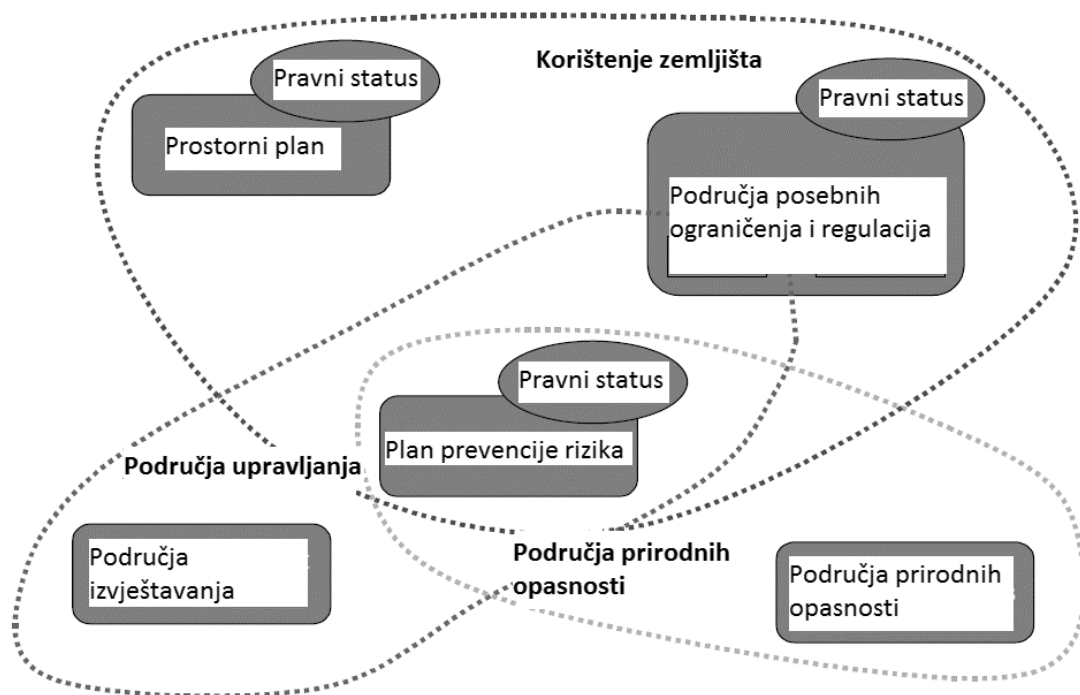 Korištenje zemljišta
Pravni status
Prostorni plan
Pravni status
Područja posebnih
ograničenja i regulacija
Pravni status
Plan prevencije rizika
Područja upravljanja
Područja
izvještavanja
Područja prirodnih
opasnosti
Područja prirodnih
opasnosti